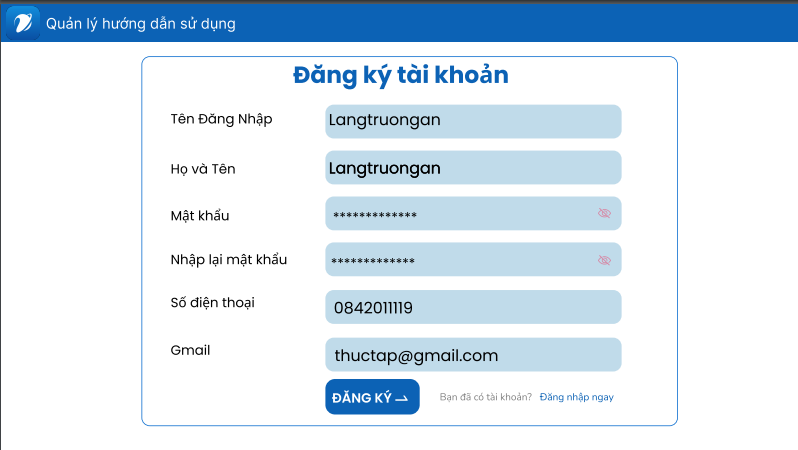 Quản lý hướng dẫn sử dụng
Đăng ký tài khoản
Tên Đăng Nhập
Langtruongan
Họ và Tên
Langtruongan
Mật khẩu
*************
Nhập lại mật khẩu
*************
Số điện thoại
0842011119
Gmail
thuctap@gmail.com
ĐĂNG KÝ
Bạn đã có tài khoản? Đăng nhập ngay